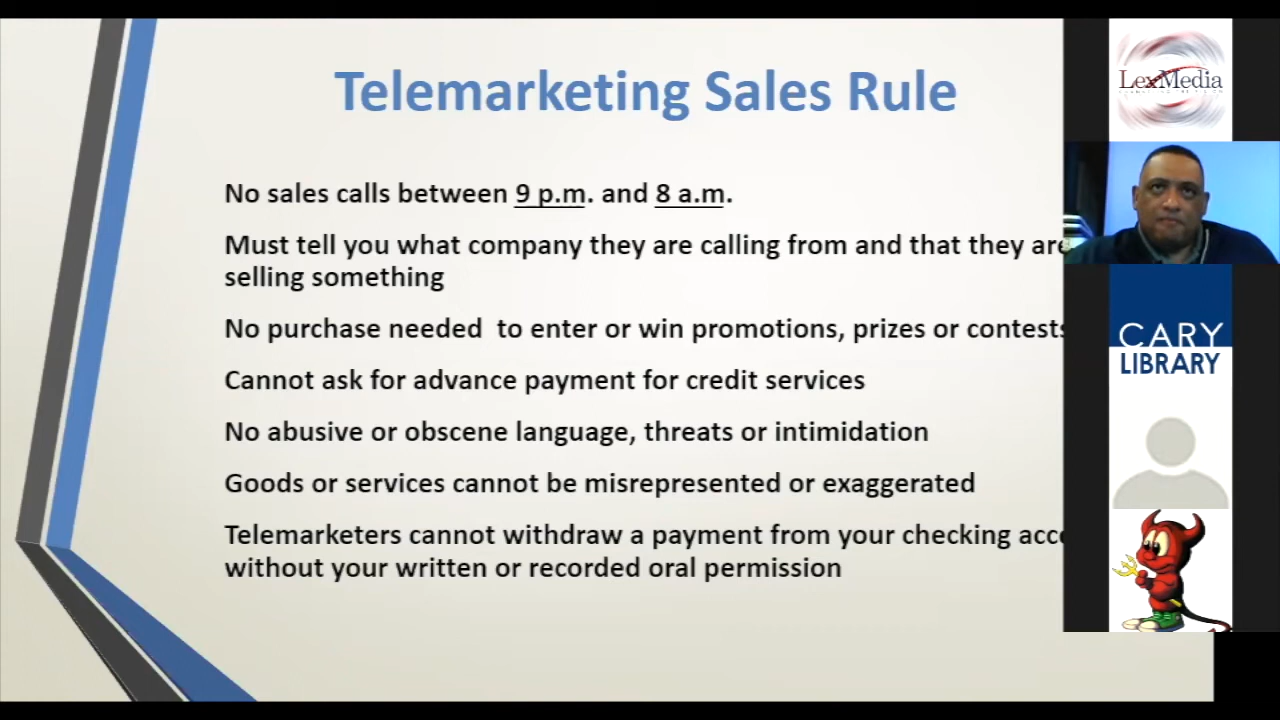 Telemarketing Sales Rule
No sales calls between 9 p.m. and 8 a.m.
Must tell you what company they are calling from and that they are
selling something
No purchase needed  to enter or win promotions, prizes or contests
Cannot ask for advance payment for credit services
No abusive or obscene language, threats or intimidation
Goods or services cannot be misrepresented or exaggerated
Telemarketers cannot withdraw a payment from your checking acc
without your written or recorded oral permission
LexMedia
CARY
LIBRARY